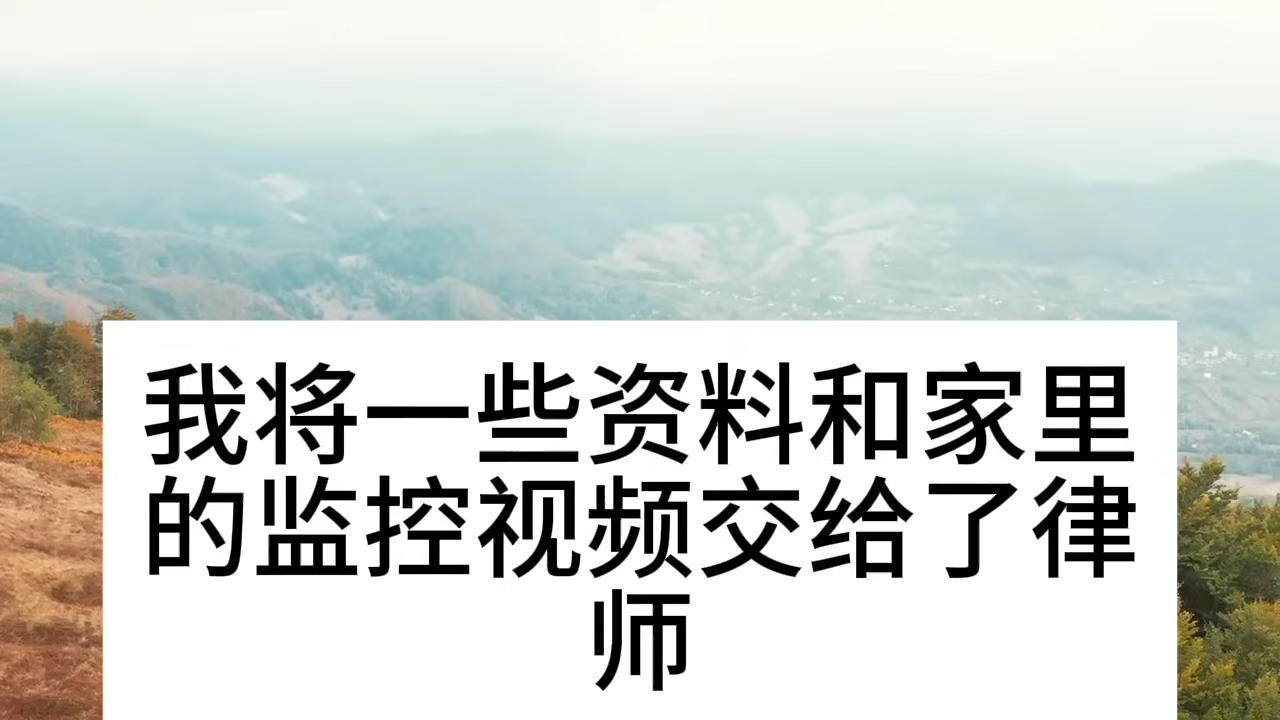 我将一些资料和家里
的监控视频交给了律
师